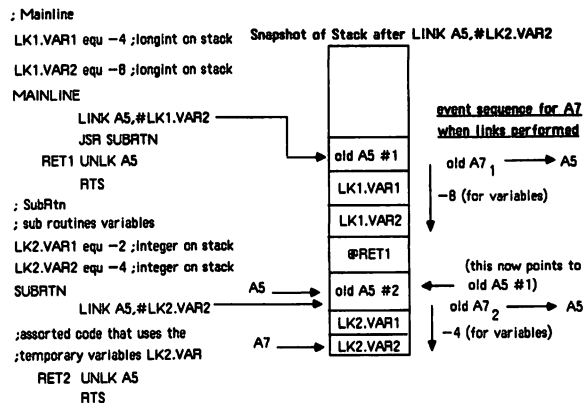 ; Mainline
LK1.VAR1 equ -4 ;longint on stack
LK1.VAR2 equ -8 ;longint on stack
MAINLINE
LINK A5,#LK1.VAR2
JSR SUBRTN
RET1 UNLK A5
RTS
; SubRtn
; sub routines variables
LK2.VAR1 equ -2 ;integer on stack
LK2.VAR2 equ -4 ;integer on stack
SUBRTN
LINK A5,#LK2.VAR2
;assorted code that uses the
;temporary variables LK2.VAR
RET2 UNLK A5
RTS
Snapshot of Stack after LINK A5,#LK2.VAR2
old A5 #1
LK1.VAR1
LK1.VAR2
@RET1
A5
old A5 #2
LK2.VAR1
A7
LK2.VAR2
event sequence for A7
when links performed
old A7 1 A5
-8 (for variables)
(this now points to
old A5 #1)
old A7 2 A5
-4 (for variables)